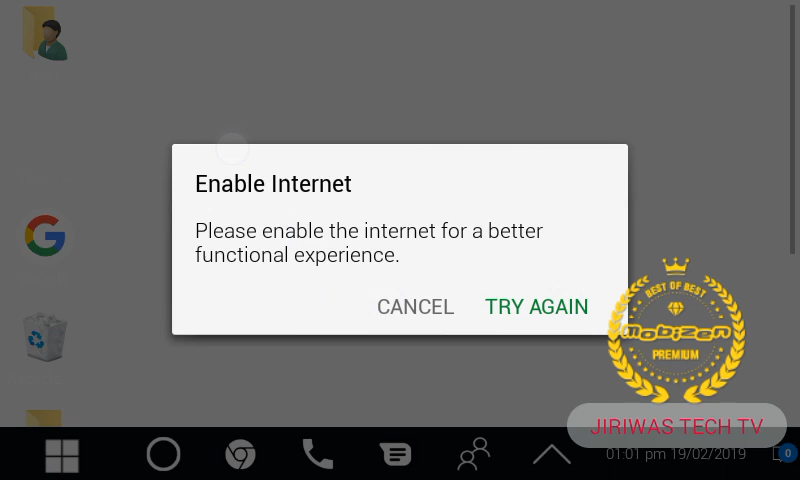 Enable Internet
Please enable the internet for a better
functional experience.
CANCEL TRY AGAIN
BEST OF BEST
mobizen
PREMIUM
JIRIWAS TECH TV
01:01 pm 19/02/2019
0